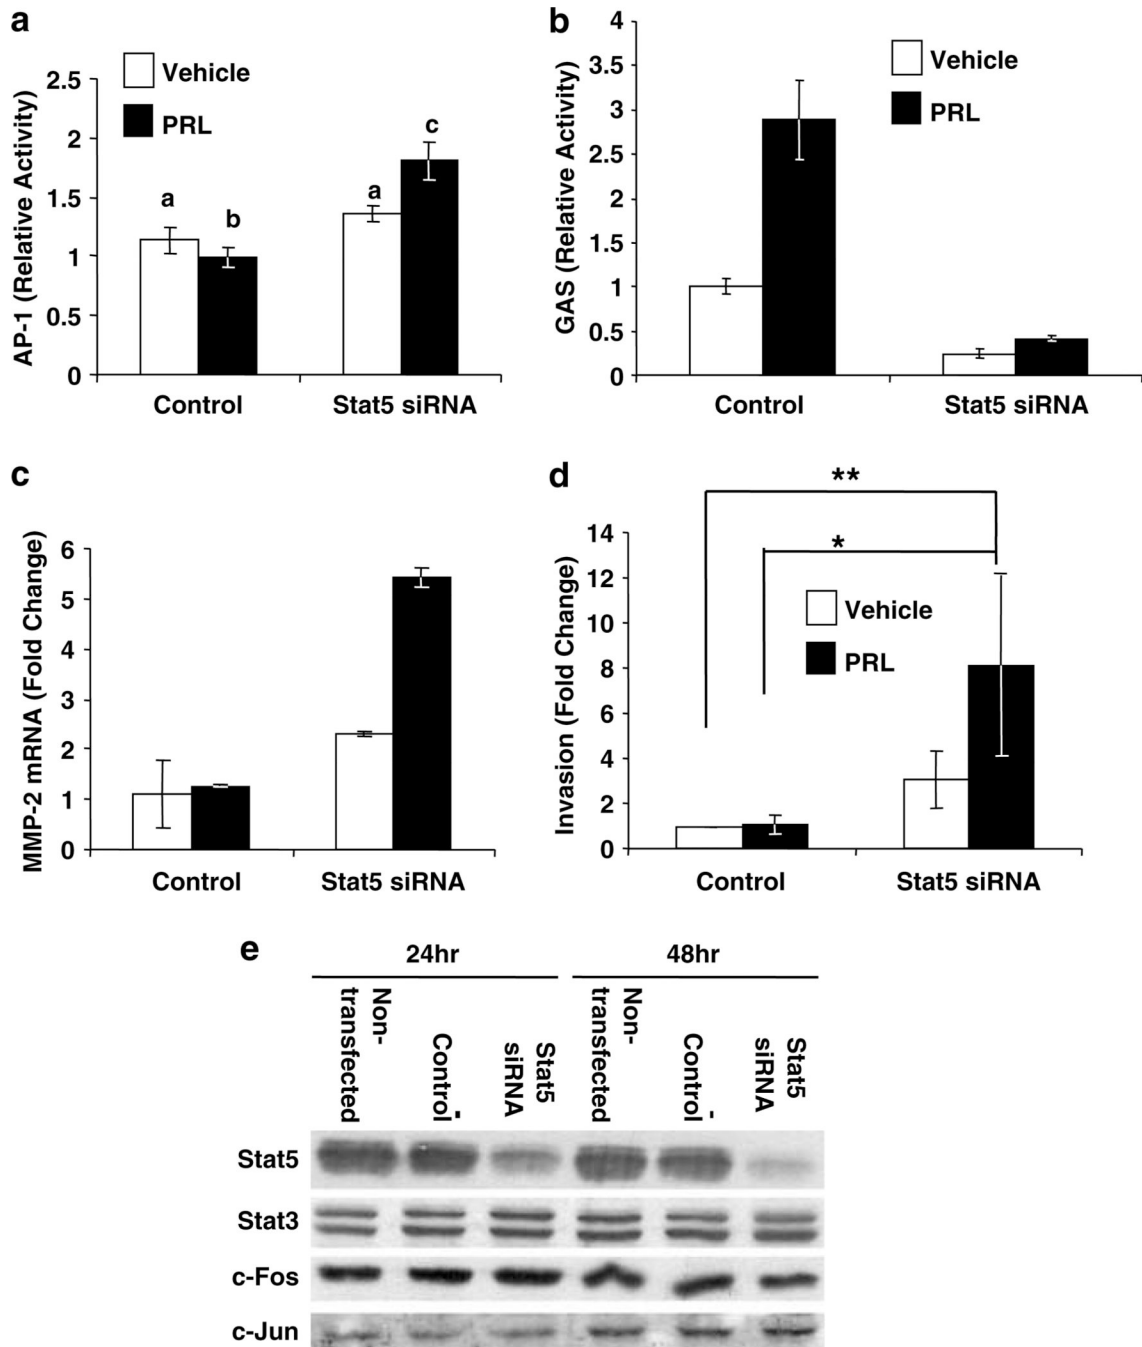 a
Vehicle
PRL
AP-1 (Relative Activity)
2.5
2
1.5
1
0.5
0
a
b
a
c
Control
Stat5 siRNA
b
Vehicle
PRL
GAS (Relative Activity)
4
3.5
3
2.5
2
1.5
1
0.5
0
Control
Stat5 siRNA
c
MMP-2 mRNA (Fold Change)
6
5
4
3
2
1
0
Control
Stat5 siRNA
d
**
*
Vehicle
PRL
Invasion (Fold Change)
14
12
10
8
6
4
2
0
Control
Stat5 siRNA
e
24hr
48hr
Non-
transfected
Control-
Stat5
siRNA
Non-
transfected
Control-
Stat5
siRNA
Stat5
Stat3
c-Fos
c-Jun